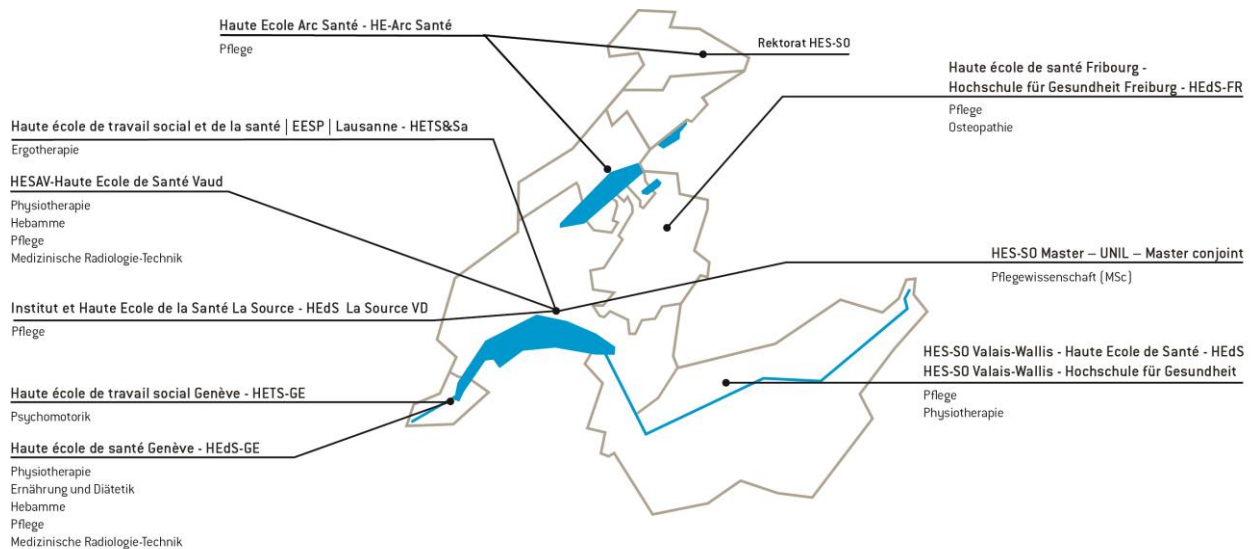 Haute Ecole Arc Santé - HE-Arc Santé
Pflege
Rektorat HES-SO
Haute école de santé Fribourg -
Hochschule für Gesundheit Freiburg - HEdS-FR
Pflege
Osteopathie
Haute école de travail social et de la santé | EESP | Lausanne - HETS&Sa
Ergotherapie
HESAV-Haute Ecole de Santé Vaud
Physiotherapie
Hebamme
Pflege
Medizinische Radiologie-Technik
HES-SO Master – UNIL – Master conjoint
Pflegewissenschaft (MSc)
Institut et Haute Ecole de la Santé La Source - HEdS La Source VD
Pflege
HES-SO Valais-Wallis - Haute Ecole de Santé - HEdS
HES-SO Valais-Wallis - Hochschule für Gesundheit
Pflege
Physiotherapie
Haute école de travail social Genève - HETS-GE
Psychomotorik
Haute école de santé Genève - HEdS-GE
Physiotherapie
Ernährung und Diätetik
Hebamme
Pflege
Medizinische Radiologie-Technik